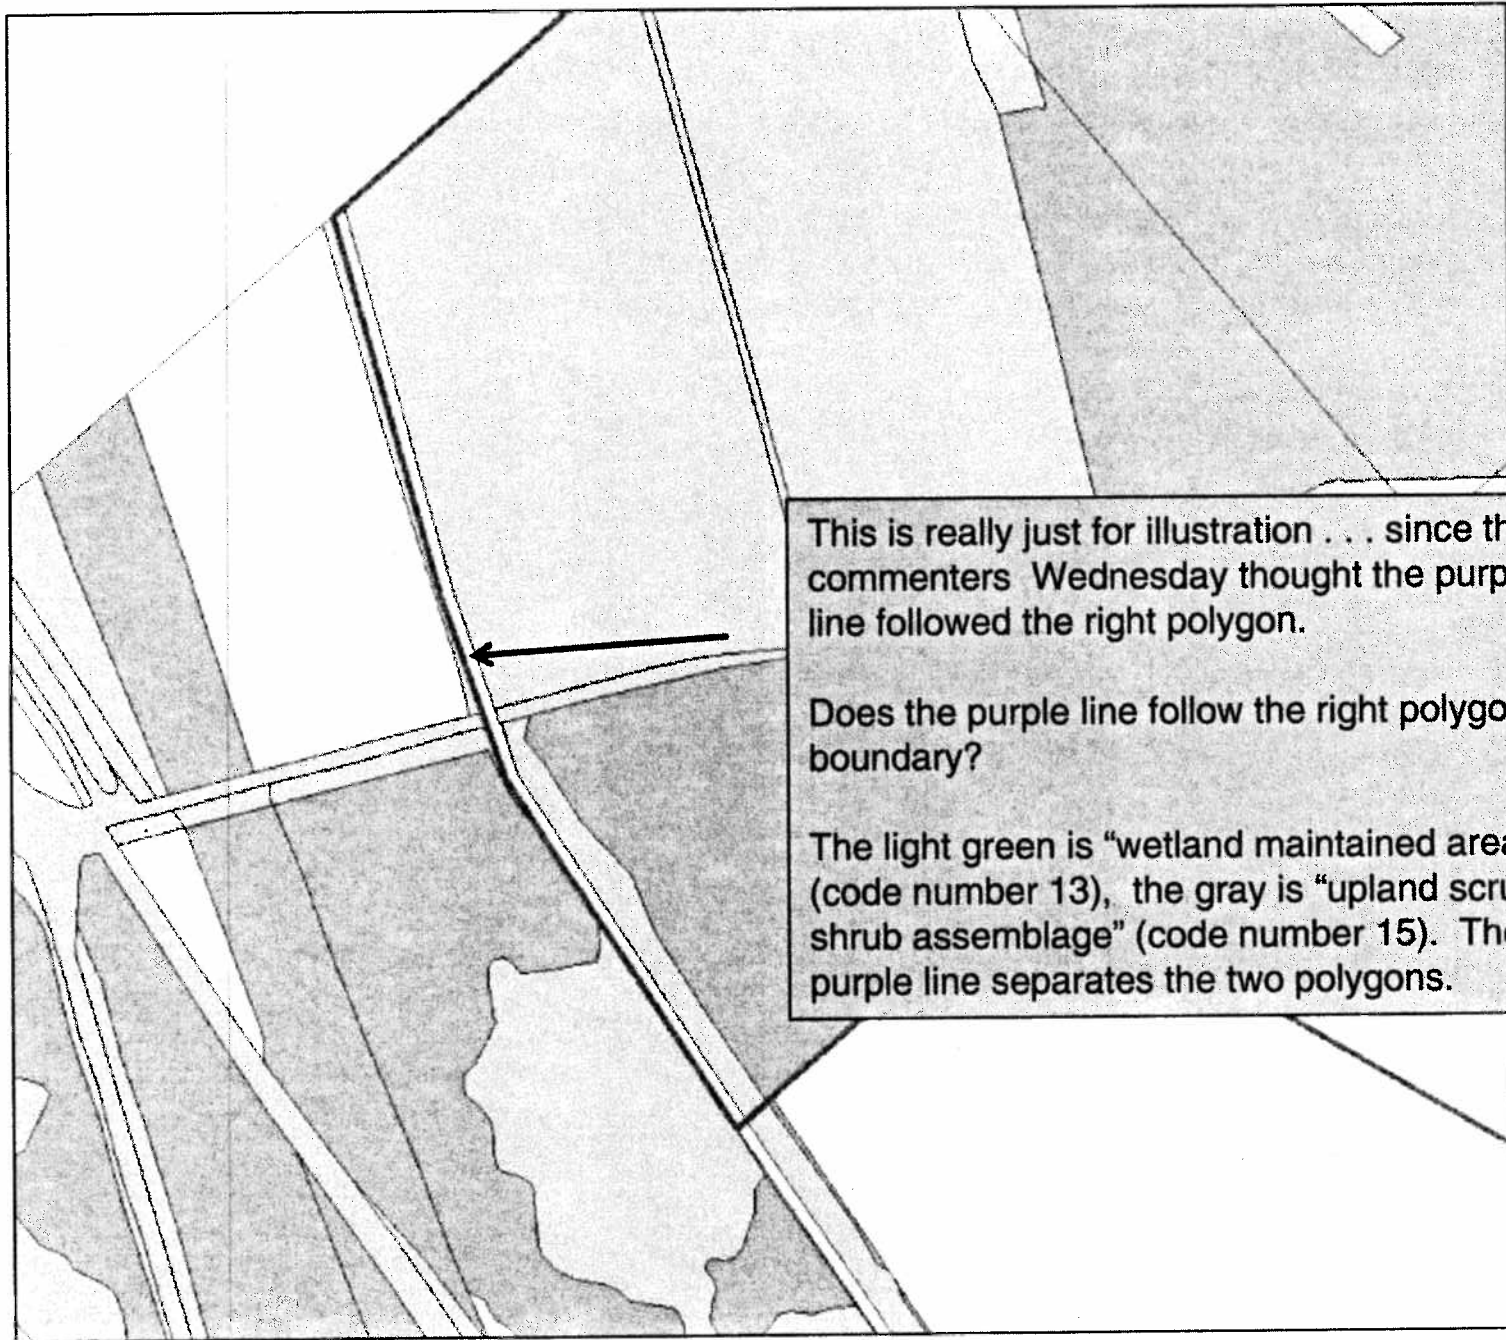 This is really just for illustration . . . since th
commenters Wednesday thought the purp
line followed the right polygon.
Does the purple line follow the right polygo
boundary?
The light green is “wetland maintained area
(code number 13), the gray is “upland scru
shrub assemblage” (code number 15). The
purple line separates the two polygons.